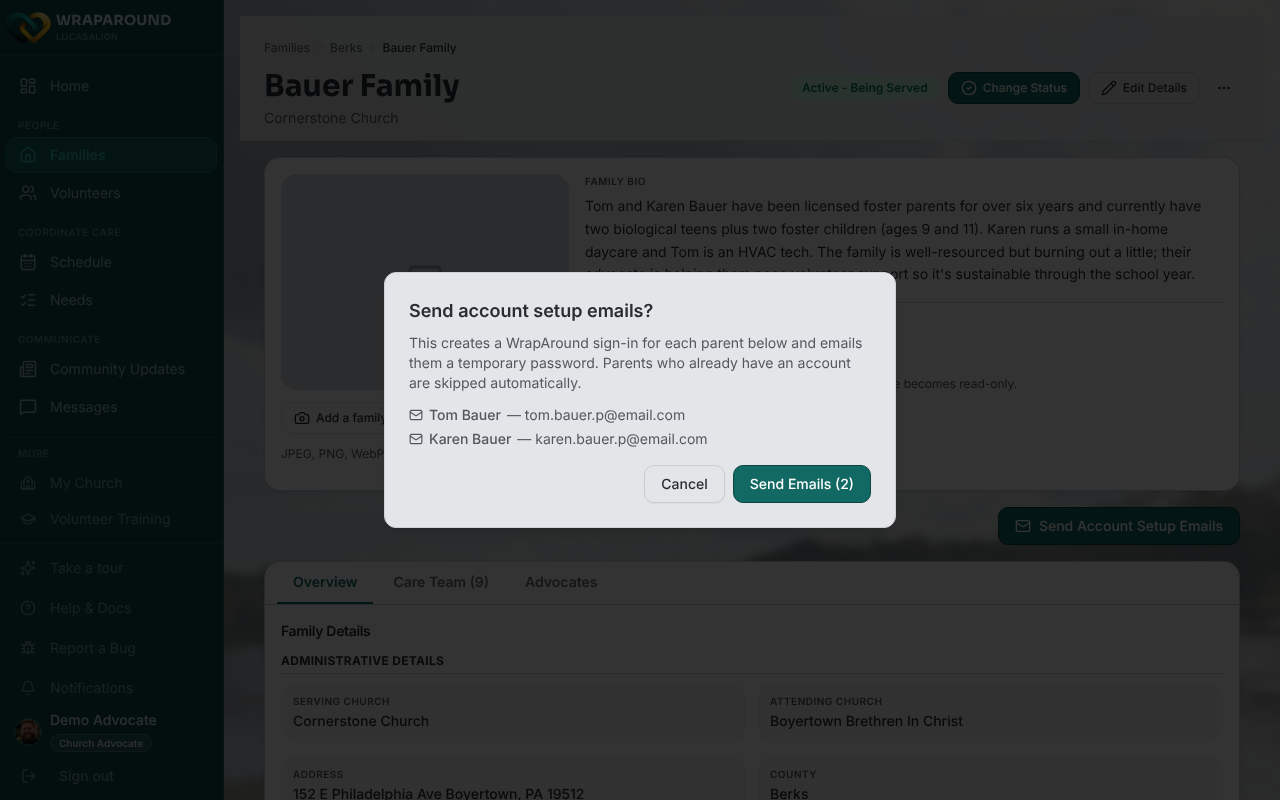 WRAPAROUND
LUCASALION
Home
PEOPLE
Families
Volunteers
COORDINATE CARE
Schedule
Needs
COMMUNICATE
Community Updates
Messages
MORE
My Church
Volunteer Training
Take a tour
Help & Docs
Report a Bug
Notifications
Demo Advocate
Church Advocate
Sign out
Families Berks Bauer Family
Bauer Family
Cornerstone Church
Active - Being Served
Change Status
Edit Details
FAMILY BIO
Tom and Karen Bauer have been licensed foster parents for over six years and currently have
two biological teens plus two foster children (ages 9 and 11). Karen runs a small in-home
daycare and Tom is an HVAC tech. The family is well-resourced but burning out a little; their
so it's sustainable through the school year.
becomes read-only.
Add a family
JPEG, PNG, WebP
Send account setup emails?
This creates a WrapAround sign-in for each parent below and emails
them a temporary password. Parents who already have an account
are skipped automatically.
Tom Bauer — tom.bauer.p@email.com
Karen Bauer — karen.bauer.p@email.com
Cancel
Send Emails (2)
Send Account Setup Emails
Overview
Care Team (9)
Advocates
Family Details
ADMINISTRATIVE DETAILS
SERVING CHURCH
Cornerstone Church
ATTENDING CHURCH
Boyertown Brethren In Christ
ADDRESS
152 E Philadelphia Ave Boyertown, PA 19512
COUNTY
Berks